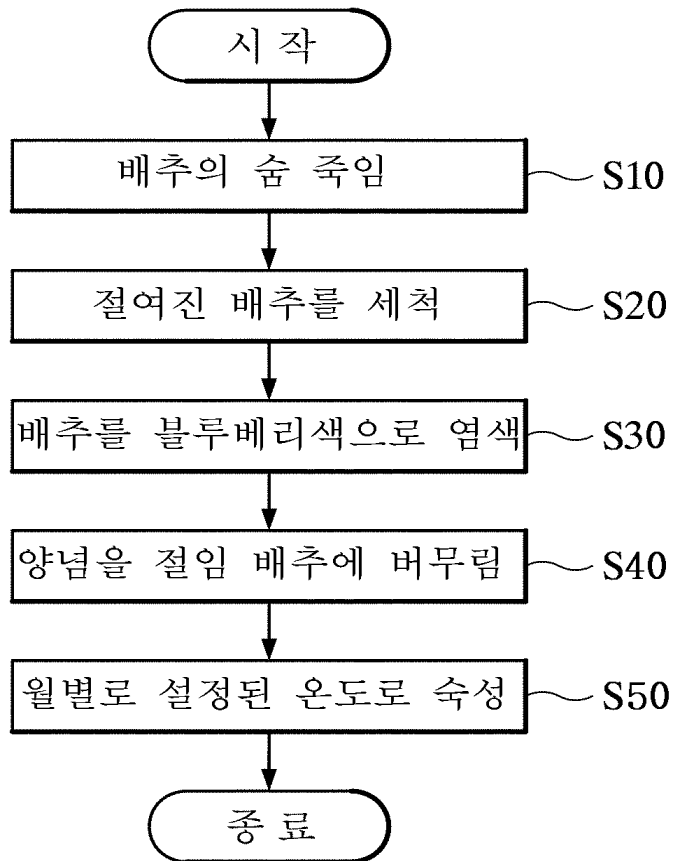 시 작
배추의 숨 죽임
S10
절여진 배추를 세척
S20
배추를 블루베리색으로 염색
S30
양념을 절임 배추에 버무림
S40
월별로 설정된 온도로 숙성
S50
종 료